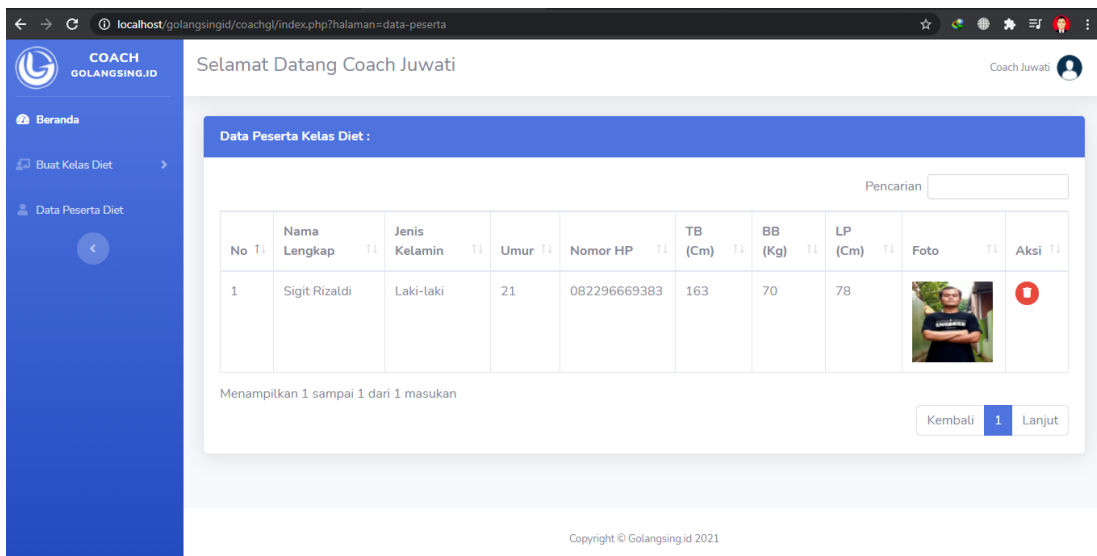 localhost/golangsingid/coachgl/index.php?halaman=data-peserta
COACH
GOLANGSING.ID
Selamat Datang Coach Juwati
Coach Juwati
Beranda
Buat Kelas Diet
Data Peserta Diet
Data Peserta Kelas Diet :
Pencarian
No Nama Lengkap Jenis Kelamin Umur Nomor HP TB (Cm) BB (Kg) LP (Cm) Foto Aksi
1 Sigit Rizaldi Laki-laki 21 082296669383 163 70 78
Menampilkan 1 sampai 1 dari 1 masukan
Kembali 1 Lanjut
Copyright © Golangsing.id 2021